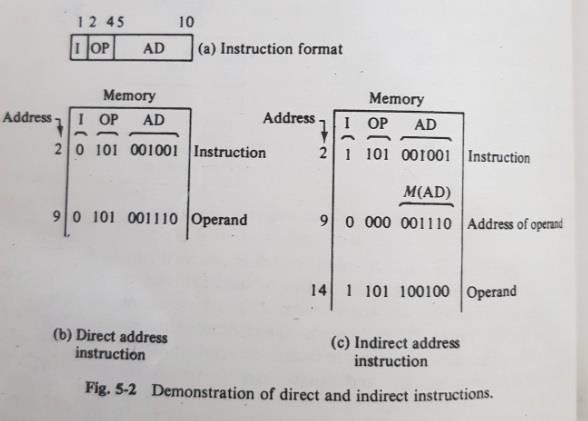 1 2 45 10
I OP AD (a) Instruction format
Memory
Address I OP AD
2 0 101 001001 Instruction
9 0 101 001110 Operand
(b) Direct address
instruction
Memory
Address I OP AD
2 1 101 001001 Instruction
M(AD)
9 0 000 001110 Address of operand
14 1 101 100100 Operand
(c) Indirect address
instruction
Fig. 5-2 Demonstration of direct and indirect instructions.